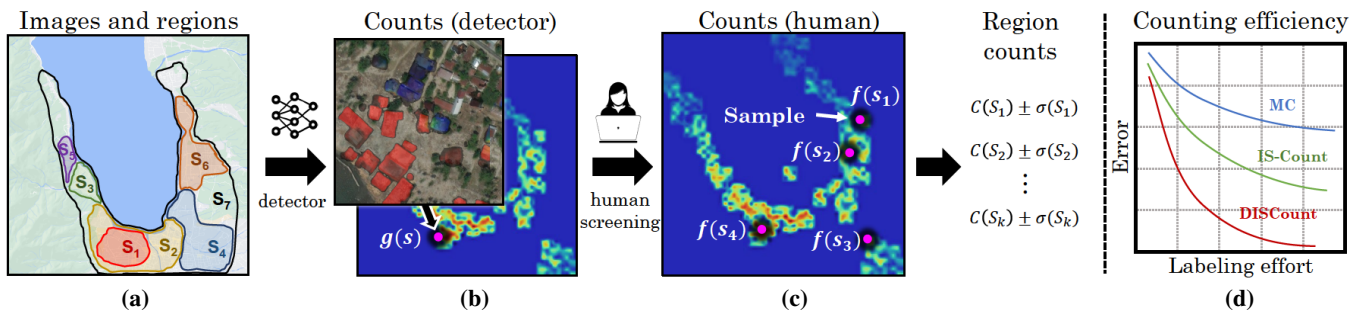 Images and regions
S5
S3
S6
S7
S1
S2
S4
(a)
detector
Counts (detector)
g(s)
(b)
human
screening
Counts (human)
Sample
f(s1)
f(s2)
f(s4)
f(s3)
(c)
Region
counts
C(S1) ± σ(S1)
C(S2) ± σ(S2)
⋮
C(Sk) ± σ(Sk)
Counting efficiency
Error
MC
IS-Count
DISCount
Labeling effort
(d)